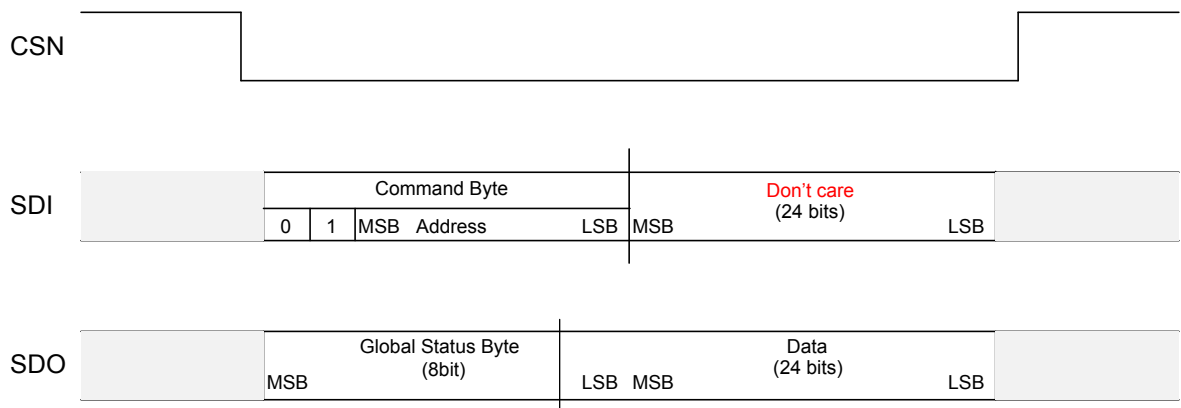 CSN
SDI
Command Byte
0 1 MSB Address LSB
Don't care
(24 bits)
MSB LSB
SDO
Global Status Byte
(8bit)
MSB LSB
Data
(24 bits)
MSB LSB